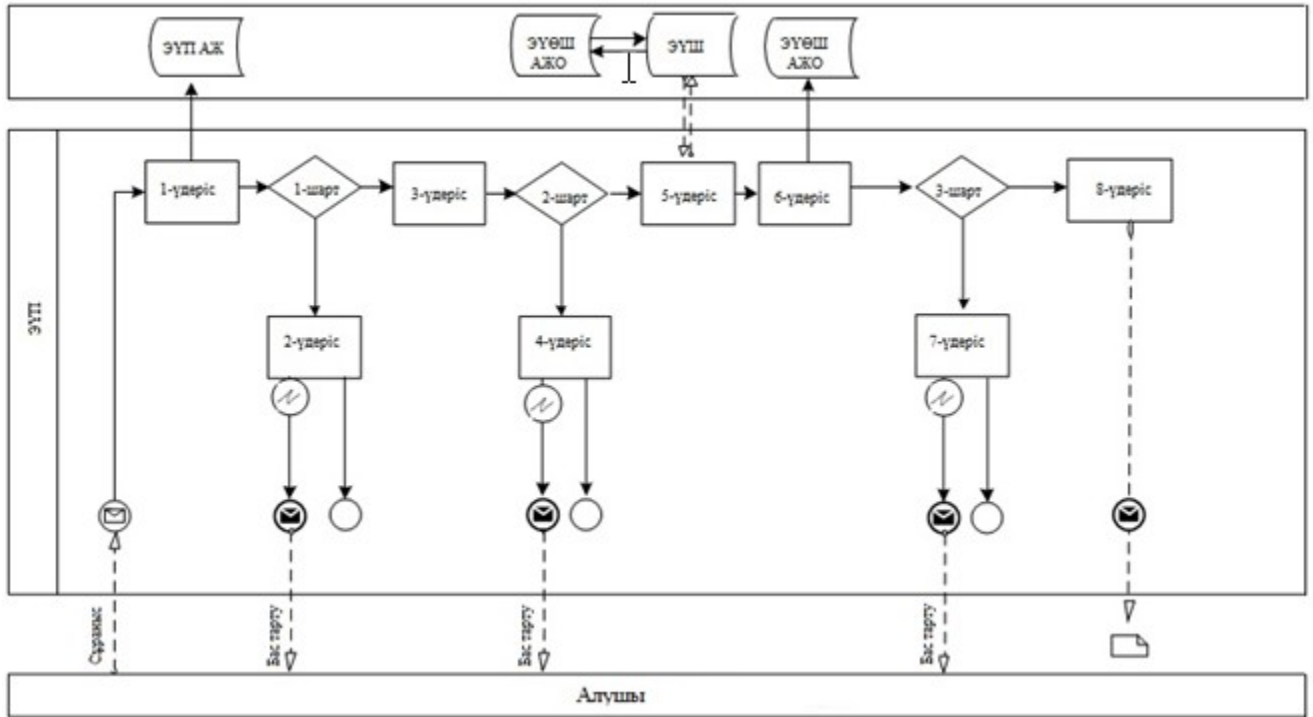 ЭҮП АЖ
ЭҮӨШ
АЖО
ЭҮШ
ЭҮӨШ
АЖО
1-үдеріс
1-шарт
3-үдеріс
2-шарт
5-үдеріс
6-үдеріс
3-шарт
8-үдеріс
ЭҮП
2-үдеріс
4-үдеріс
7-үдеріс
Сұраныс
Бас тарту
Бас тарту
Бас тарту
Алушы